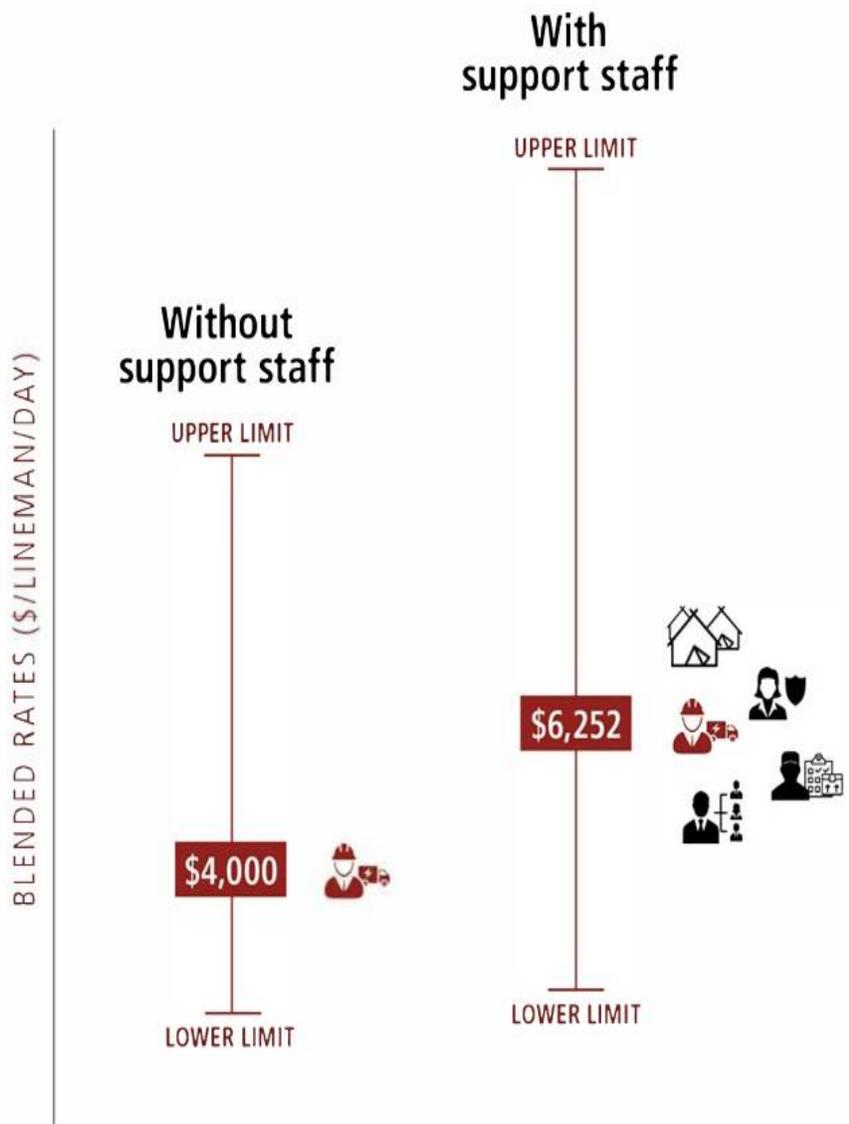 With
support staff
UPPER LIMIT
Without
support staff
UPPER LIMIT
BLENDED RATES ($/LINEMAN/DAY)
$6,252
$4,000
LOWER LIMIT
LOWER LIMIT